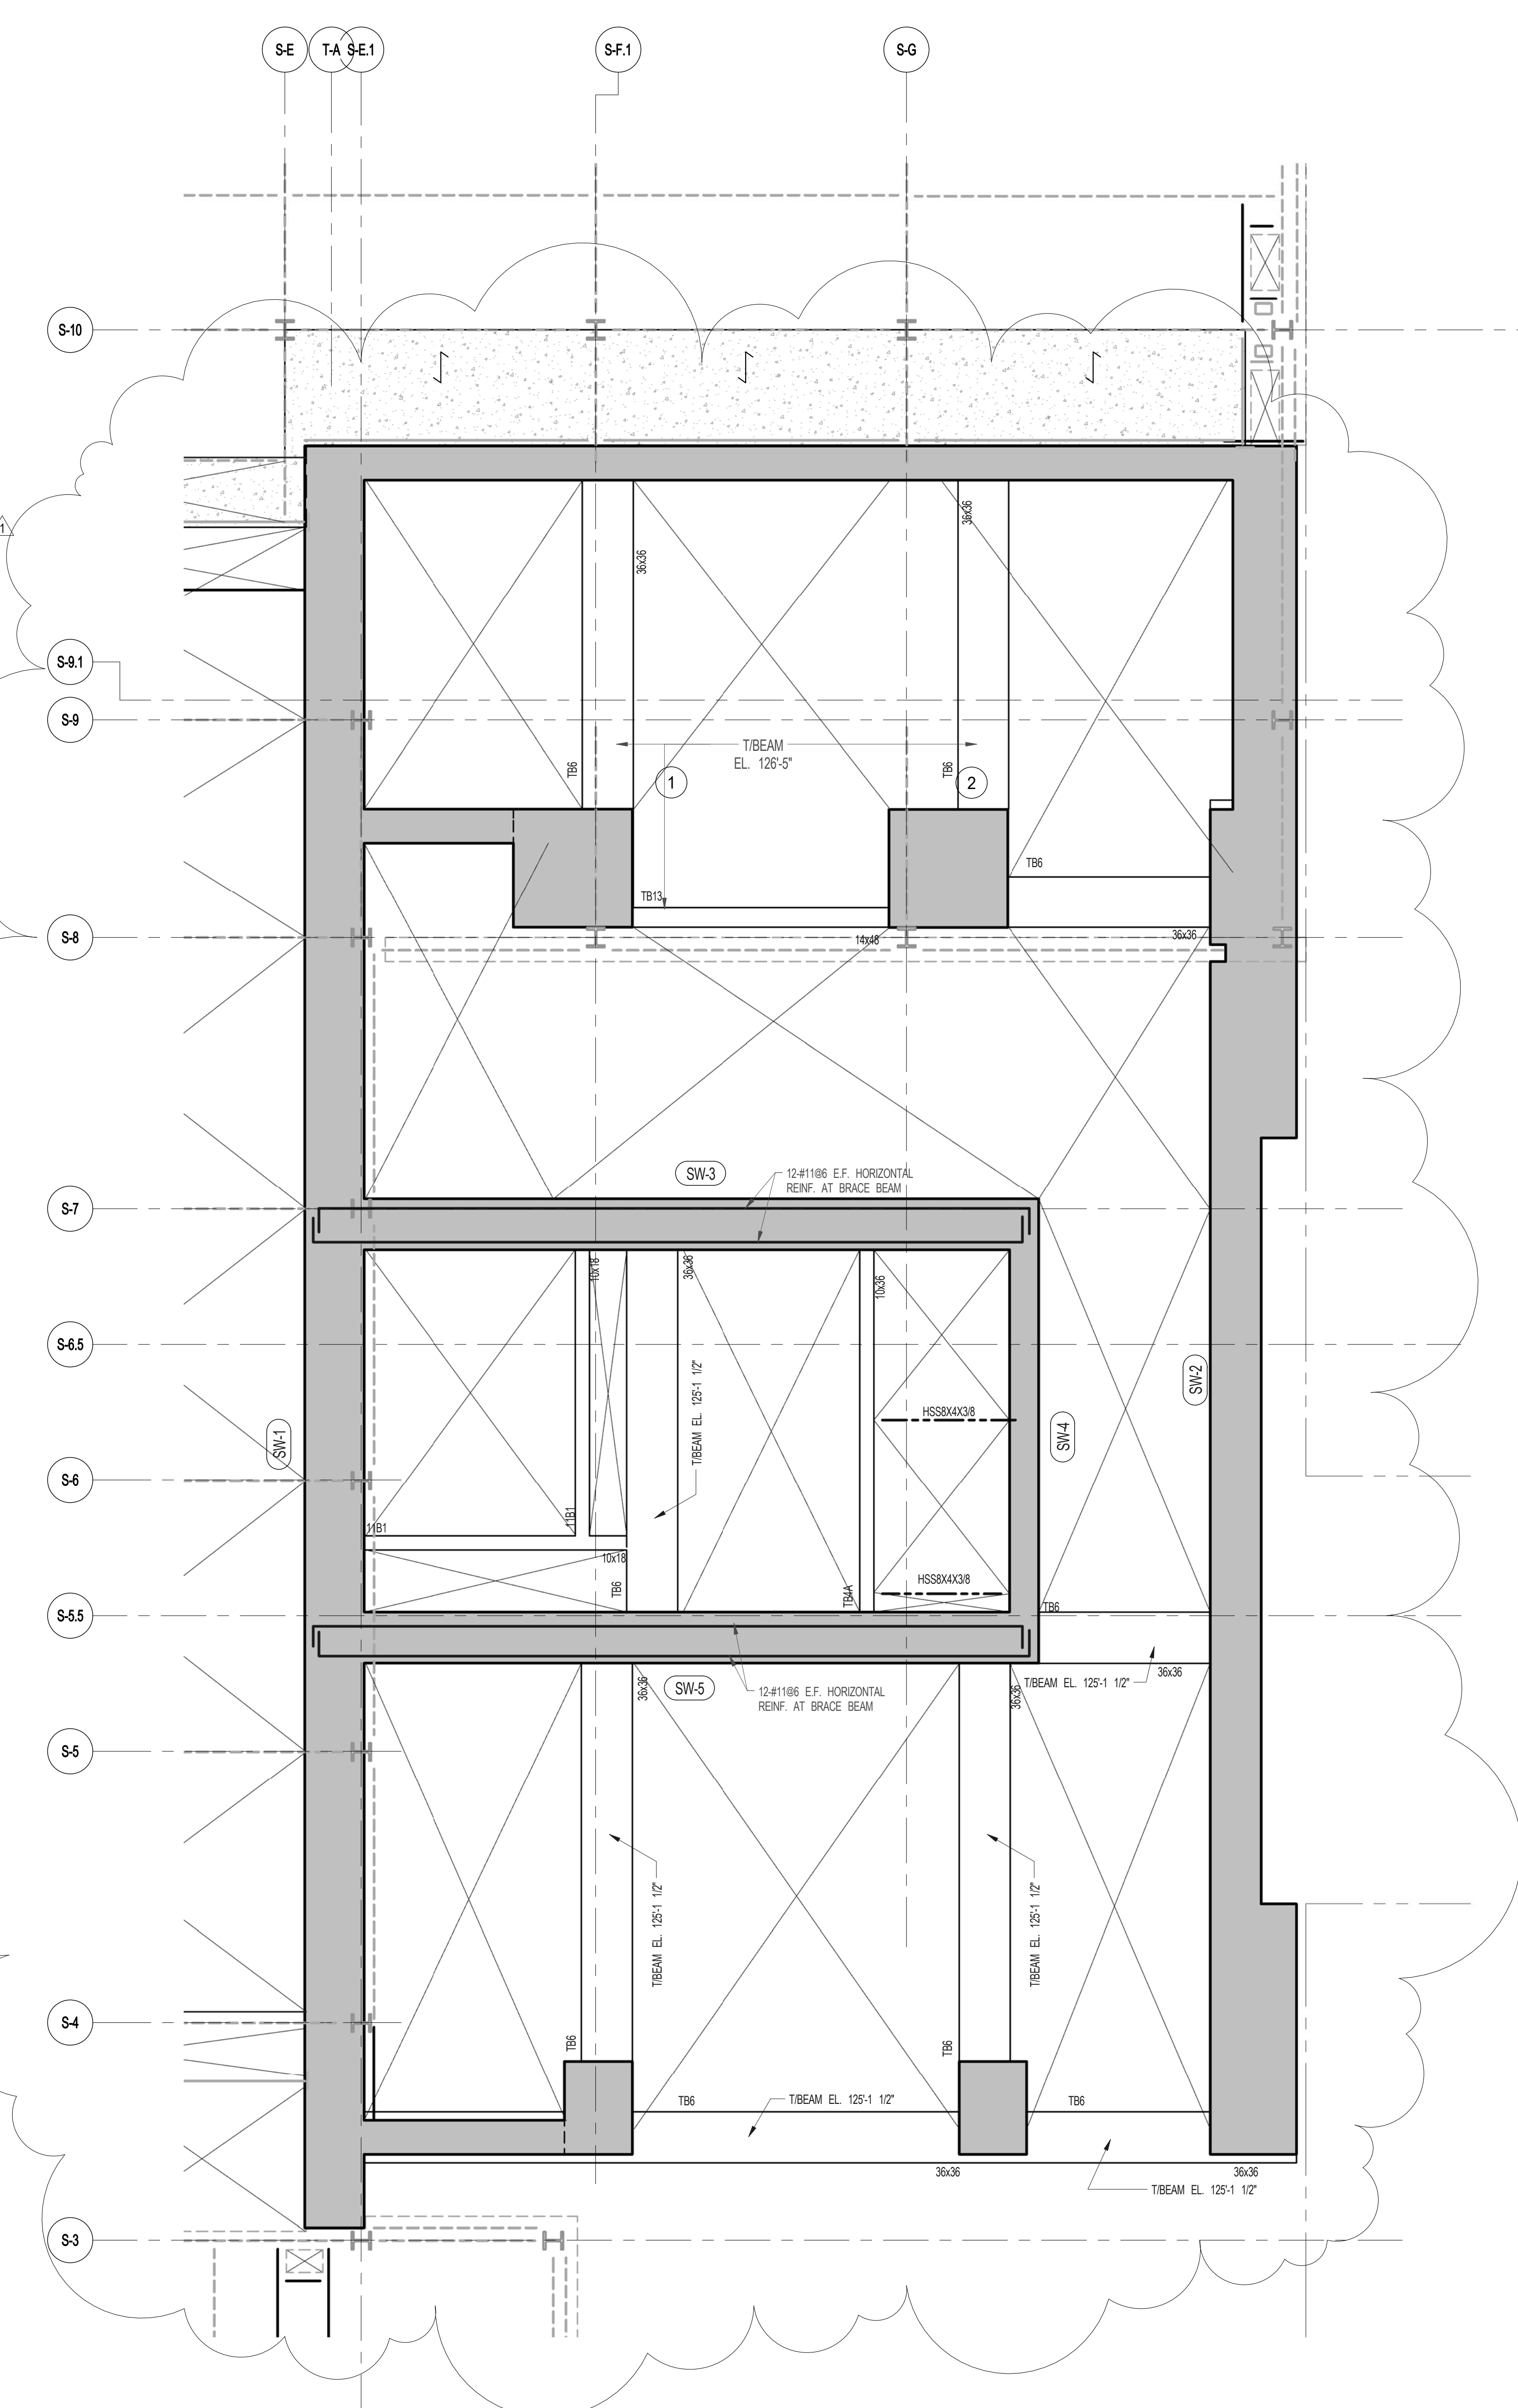 S-E
T-A
S-E.1
S-F.1
S-G
S-10
1
36x36
36x36
S-9.1
S-9
T/BEAM
EL. 126'-5"
TB6
TB6
1
2
TB6
TB13
S-8
14x48
36x36
SW-3
12-#11@6 E.F. HORIZONTAL
REINF. AT BRACE BEAM
S-7
10x18
36x36
10x36
S-6.5
T/BEAM EL. 125'-1 1/2"
SW-2
HSS8X4X3/8
SW-1
SW-4
S-6
11B1
11B1
10x18
HSS8X4X3/8
TB6
TB4A
TB6
S-5.5
36x36
SW-5
12-#11@6 E.F. HORIZONTAL
REINF. AT BRACE BEAM
36x36
T/BEAM EL. 125'-1 1/2"
36x36
S-5
T/BEAM EL. 125'-1 1/2"
T/BEAM EL. 125'-1 1/2"
S-4
TB6
TB6
TB6
T/BEAM EL. 125'-1 1/2"
TB6
36x36
36x36
T/BEAM EL. 125'-1 1/2"
S-3